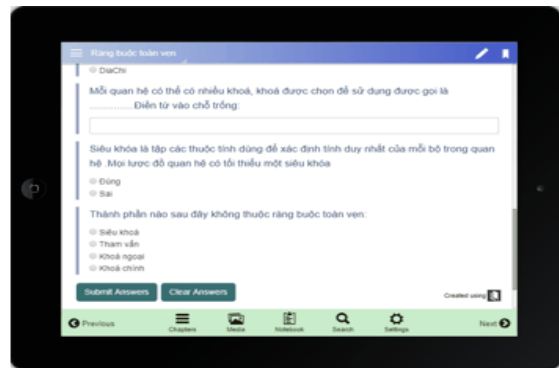 Ràng buộc toàn vẹn
DiaChi
Mỗi quan hệ có thể có nhiều khoá, khoá được chọn để sử dụng được gọi là
...............Điền từ vào chỗ trống:
Siêu khóa là tập các thuộc tính dùng để xác định tính duy nhất của mỗi bộ trong quan
hệ .Mọi lược đồ quan hệ có tối thiểu một siêu khóa
Đúng
Sai
Thành phần nào sau đây không thuộc ràng buộc toàn vẹn:
Siêu khoá
Tham vấn
Khoá ngoại
Khoá chính
Submit Answers Clear Answers
Created using
Previous Chapters Media Notebook Search Settings Next